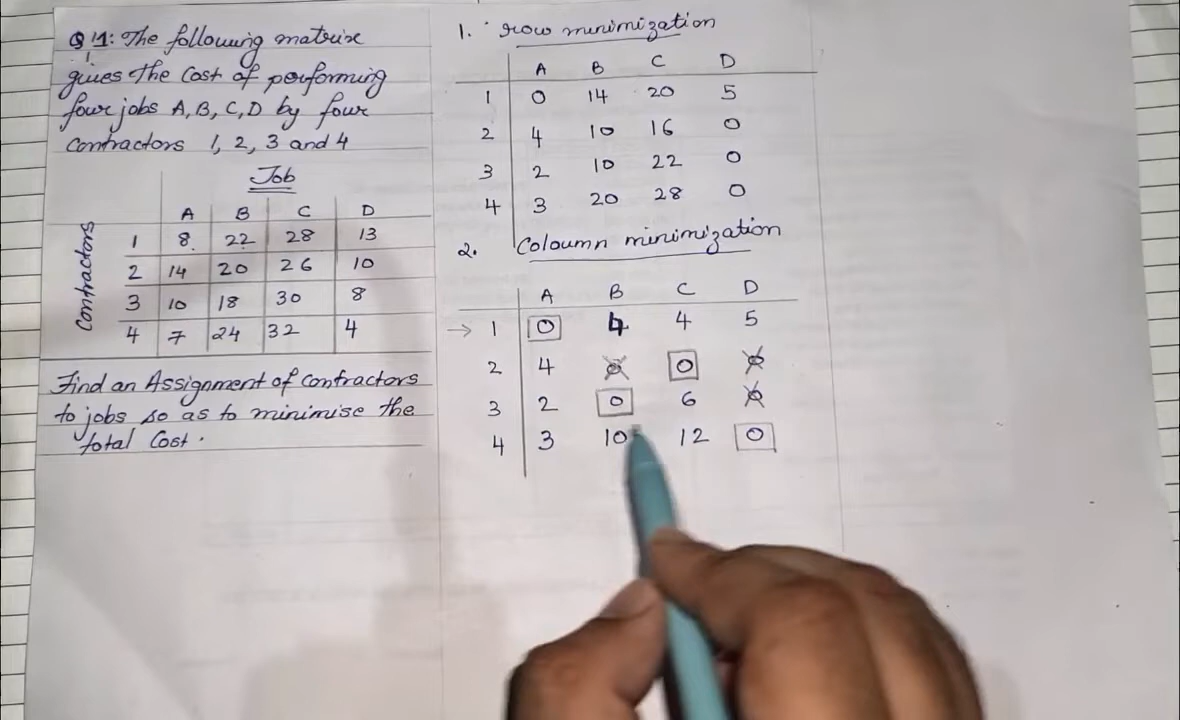 Q 1: The following matrix
gives the cost of performing
four jobs A, B, C, D by four
contractors 1, 2, 3 and 4
Job
Contractors
A B C D
1 8 22 28 13
2 14 20 26 10
3 10 18 30 8
4 7 24 32 4
Find an Assignment of contractors
to jobs so as to minimise the
total cost.
1. row minimization
A B C D
1 0 14 20 5
2 4 10 16 0
3 2 10 22 0
4 3 20 28 0
2. Coloumn minimization
A B C D
→ 1 0 4 4 5
2 4 0 0 0
3 2 0 6 0
4 3 10 12 0